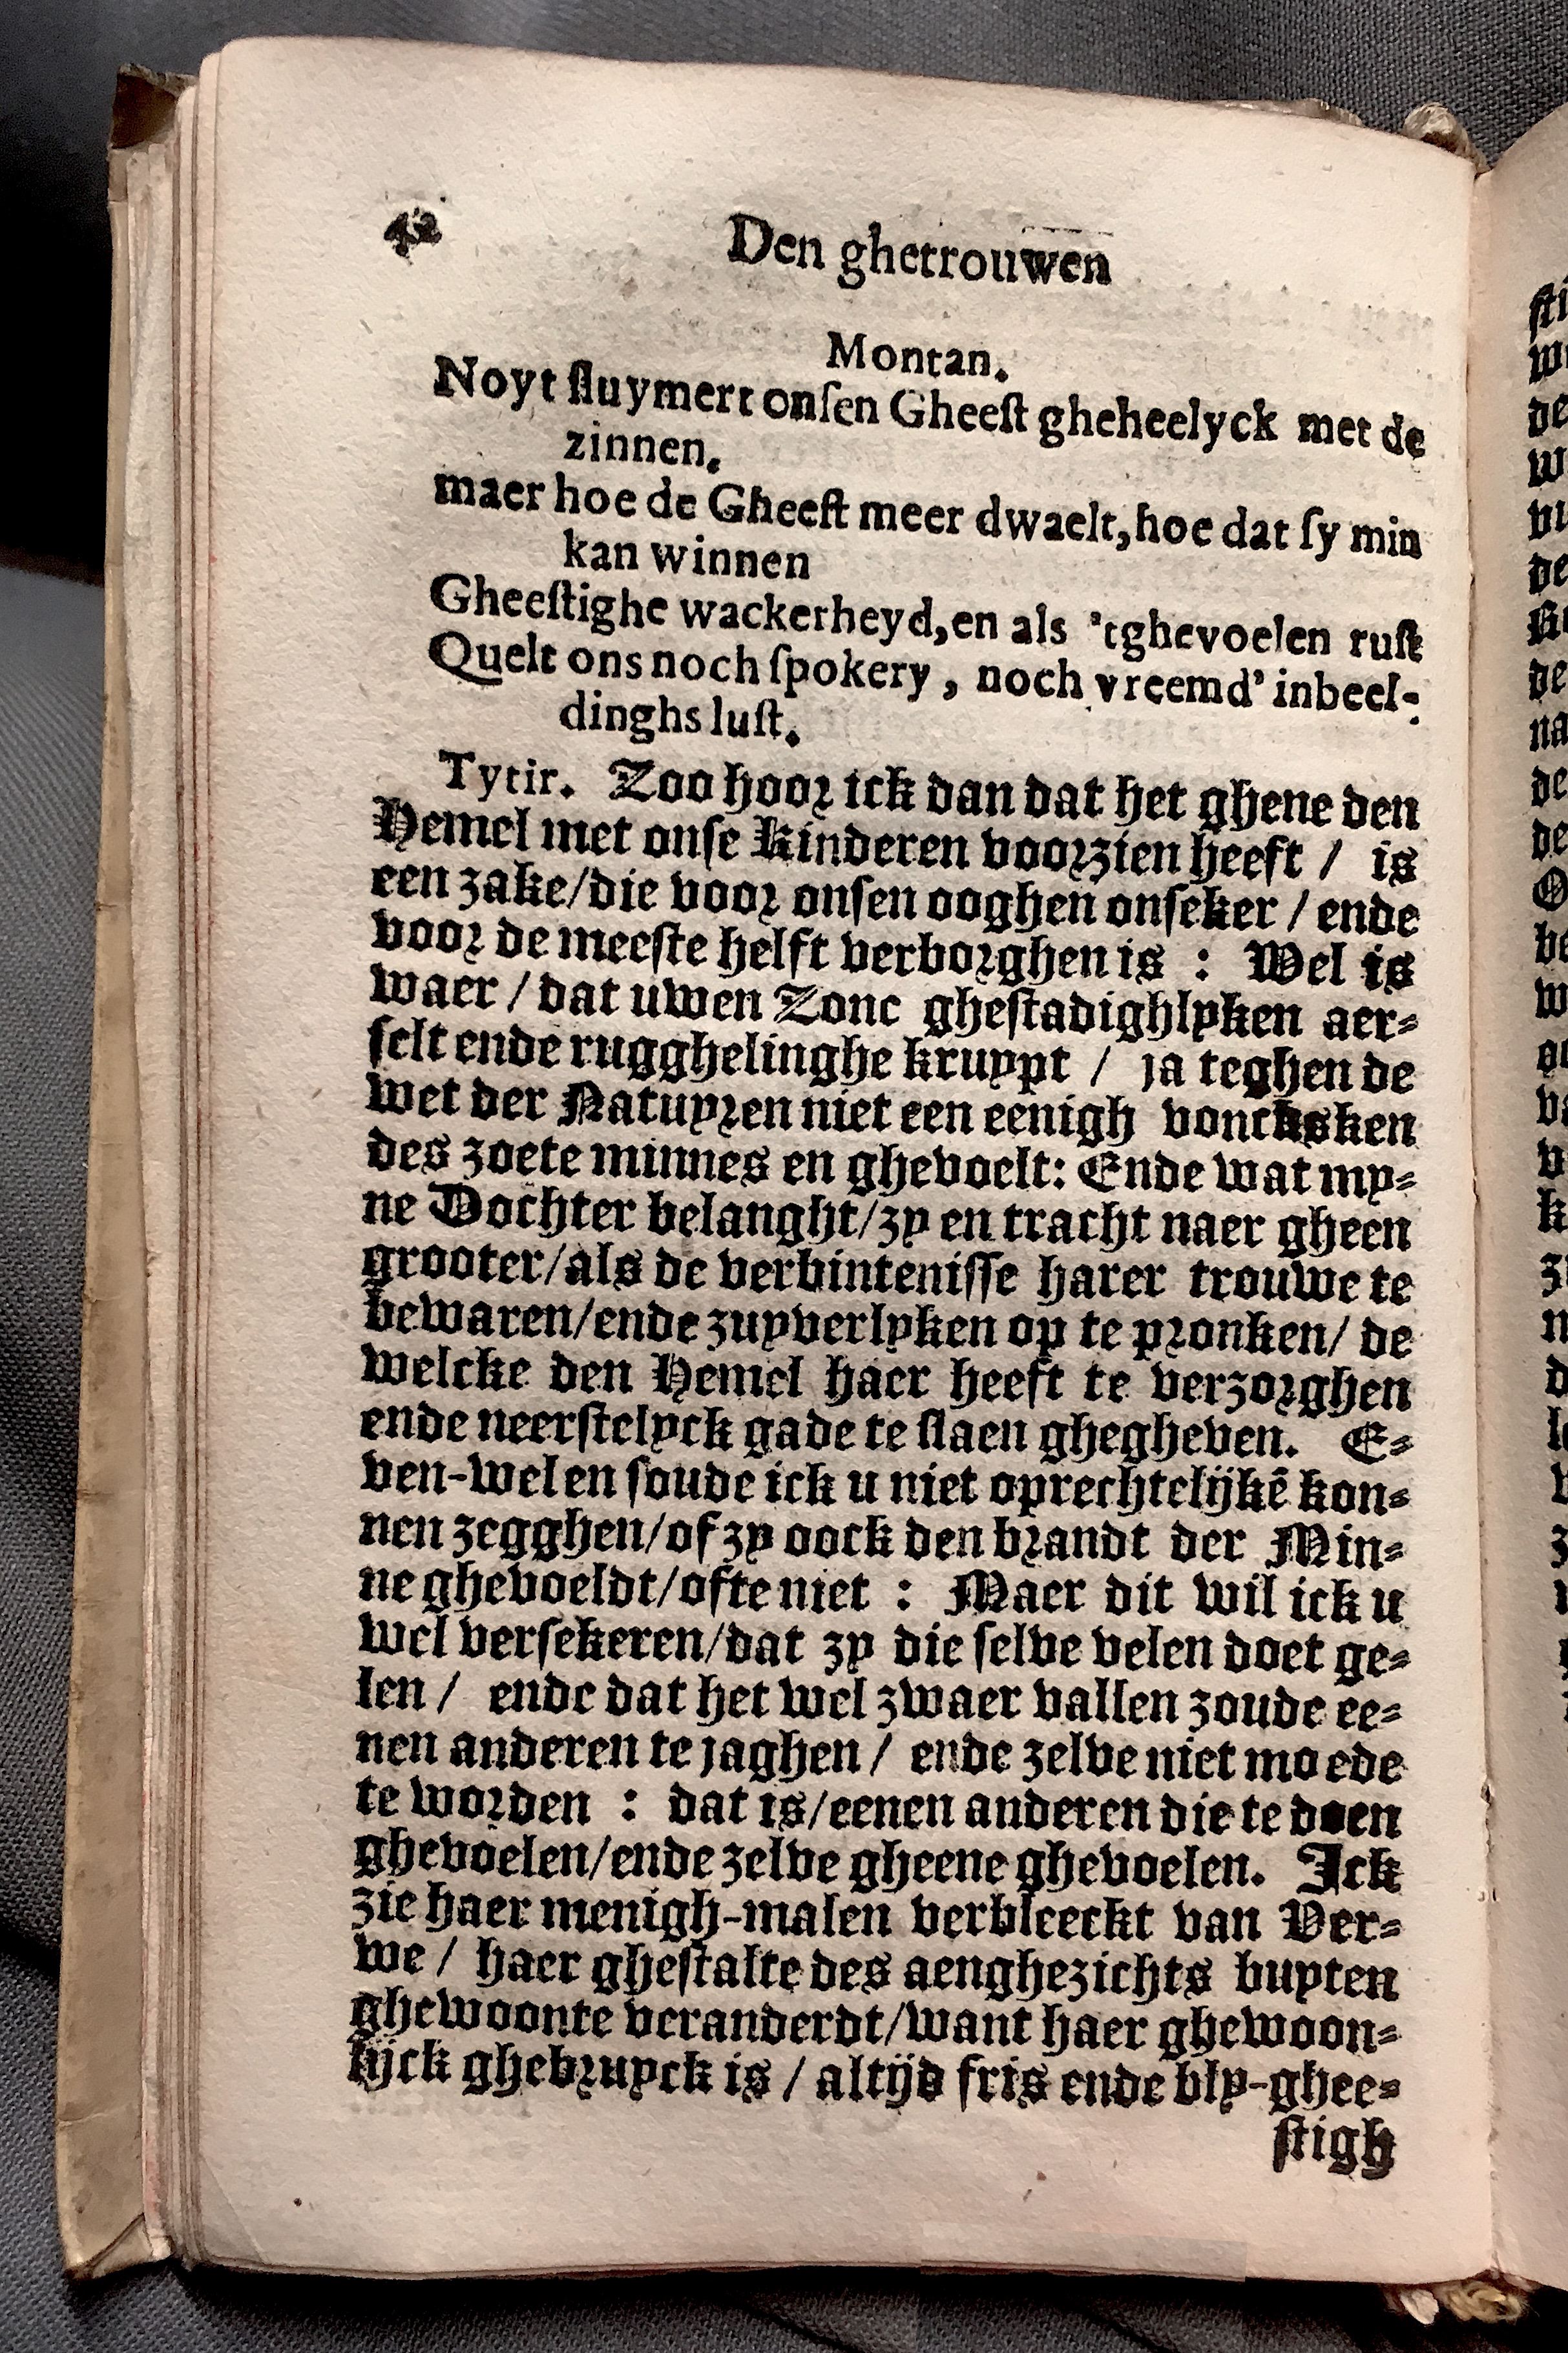 42
Den ghetrouwen
Montan.
Noyt sluymert onsen Gheest gheheelyck met de
zinnen.
maer hoe de Gheest meer dwaelt, hoe dat sy min
kan winnen
Gheestighe wackerheyd, en als 'tghevoelen rust
Quelt ons noch spokery, noch vreemd' inbeel-
dinghs lust.
Tytir. Zoo hoor ick dan dat het ghene den
Hemel met onse Kinderen voorzien heeft / is
een zake/die voor onsen ooghen onseker / ende
voor de meeste helft verborghen is : Wel is
waer / dat uwen Zone ghestadighlyken aer-
selt ende rugghelinghe kruypt / ja teghen de
wet der Natuyren niet een eenigh voncksken
des zoete minnes en ghevoelt: Ende wat my-
ne Dochter belanght/zy en tracht naer gheen
grooter/als de verbintenisse harer trouwe te
bewaren/ende zuyverlyken op te pronken/ de
welcke den Hemel haer heeft te verzorghen
ende neerstelyck gade te slaen ghegheven. E-
ven-wel en soude ick u niet oprechtelijkē kon-
nen zegghen/of zy oock den brandt der Min-
ne ghevoeldt/ofte niet : Maer dit wil ick u
wel versekeren/dat zy die selve velen doet ge-
len / ende dat het wel zwaer vallen zoude ee-
nen anderen te jaghen / ende zelve niet moede
te worden : dat is/eenen anderen die te doen
ghevoelen/ende zelve gheene ghevoelen. Ick
zie haer menigh-malen verbleeckt van Ver-
we / haer ghestalte des aenghezichts buyten
ghewoonte veranderdt/want haer ghewoon-
lijck ghebruyck is / altijd fris ende bly-ghee-
stigh